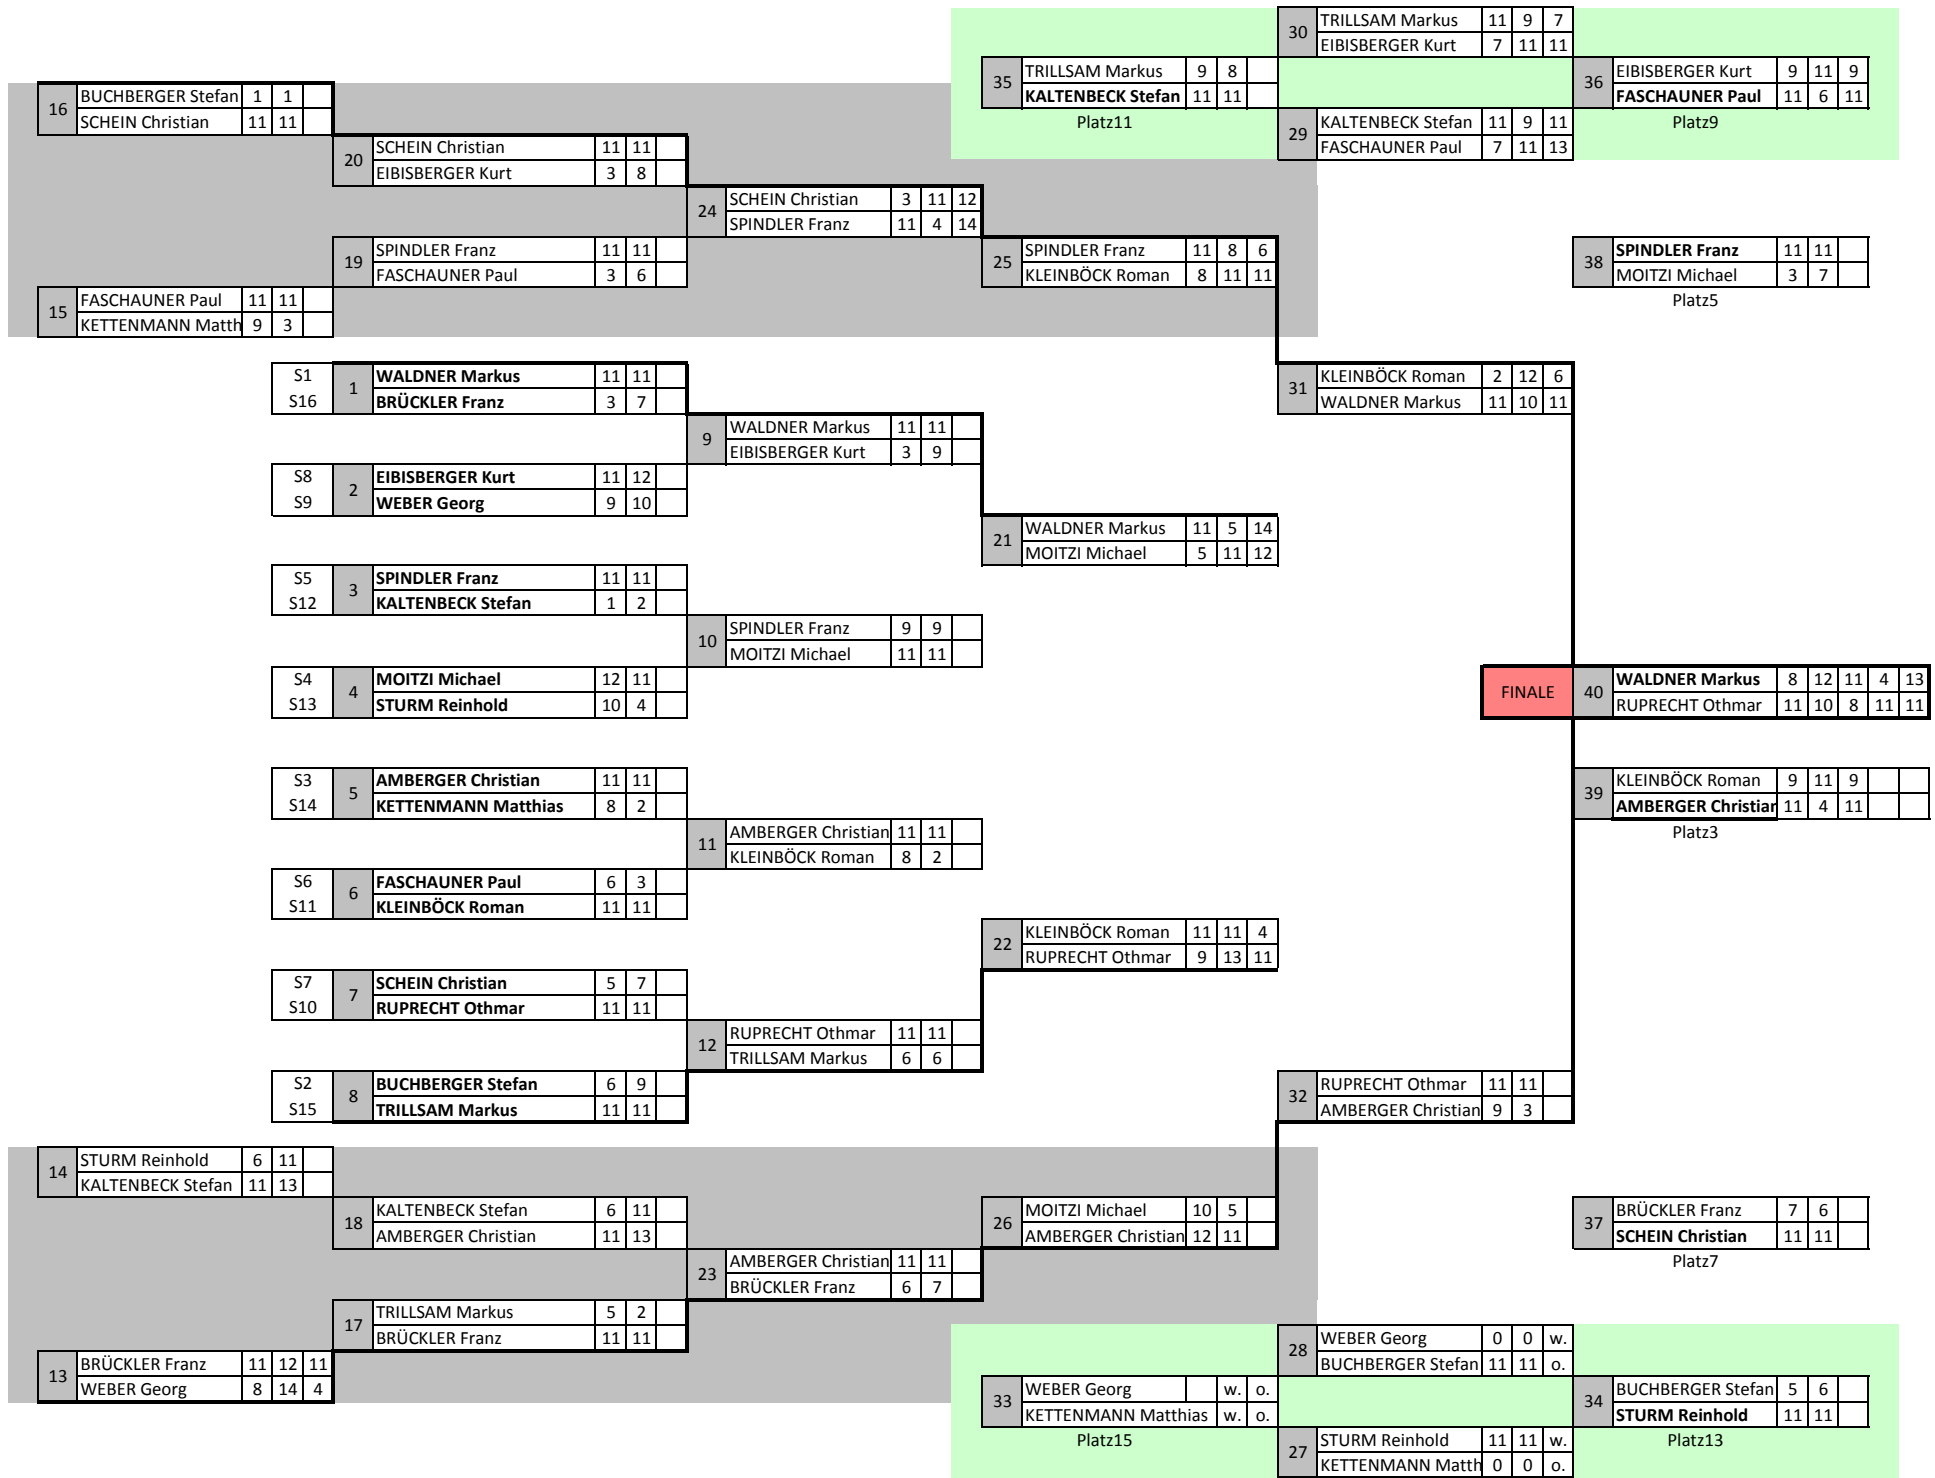 30 TRILLSAM Markus 11 9 7
EIBISBERGER Kurt 7 11 11
35 TRILLSAM Markus 9 8
KALTENBECK Stefan 11 11
Platz11
36 EIBISBERGER Kurt 9 11 9
FASCHAUNER Paul 11 6 11
Platz9
29 KALTENBECK Stefan 11 9 11
FASCHAUNER Paul 7 11 13
16 BUCHBERGER Stefan 1 1
SCHEIN Christian 11 11
20 SCHEIN Christian 11 11
EIBISBERGER Kurt 3 8
24 SCHEIN Christian 3 11 12
SPINDLER Franz 11 4 14
19 SPINDLER Franz 11 11
FASCHAUNER Paul 3 6
25 SPINDLER Franz 11 8 6
KLEINBÖCK Roman 8 11 11
38 SPINDLER Franz 11 11
MOITZI Michael 3 7
Platz5
15 FASCHAUNER Paul 11 11
KETTENMANN Matth 9 3
S1 1 WALDNER Markus 11 11
S16 BRÜCKLER Franz 3 7
31 KLEINBÖCK Roman 2 12 6
WALDNER Markus 11 10 11
9 WALDNER Markus 11 11
EIBISBERGER Kurt 3 9
S8 2 EIBISBERGER Kurt 11 12
S9 WEBER Georg 9 10
21 WALDNER Markus 11 5 14
MOITZI Michael 5 11 12
S5 3 SPINDLER Franz 11 11
S12 KALTENBECK Stefan 1 2
10 SPINDLER Franz 9 9
MOITZI Michael 11 11
S4 4 MOITZI Michael 12 11
S13 STURM Reinhold 10 4
FINALE 40 WALDNER Markus 8 12 11 4 13
RUPRECHT Othmar 11 10 8 11 11
S3 5 AMBERGER Christian 11 11
S14 KETTENMANN Matthias 8 2
39 KLEINBÖCK Roman 9 11 9
AMBERGER Christian 11 4 11
Platz3
11 AMBERGER Christian 11 11
KLEINBÖCK Roman 8 2
S6 6 FASCHAUNER Paul 6 3
S11 KLEINBÖCK Roman 11 11
22 KLEINBÖCK Roman 11 11 4
RUPRECHT Othmar 9 13 11
S7 7 SCHEIN Christian 5 7
S10 RUPRECHT Othmar 11 11
12 RUPRECHT Othmar 11 11
TRILLSAM Markus 6 6
S2 8 BUCHBERGER Stefan 6 9
S15 TRILLSAM Markus 11 11
32 RUPRECHT Othmar 11 11
AMBERGER Christian 9 3
14 STURM Reinhold 6 11
KALTENBECK Stefan 11 13
18 KALTENBECK Stefan 6 11
AMBERGER Christian 11 13
26 MOITZI Michael 10 5
AMBERGER Christian 12 11
37 BRÜCKLER Franz 7 6
SCHEIN Christian 11 11
Platz7
23 AMBERGER Christian 11 11
BRÜCKLER Franz 6 7
17 TRILLSAM Markus 5 2
BRÜCKLER Franz 11 11
13 BRÜCKLER Franz 11 12 11
WEBER Georg 8 14 4
28 WEBER Georg 0 0 w.
BUCHBERGER Stefan 11 11 o.
33 WEBER Georg w. o.
KETTENMANN Matthias w. o.
Platz15
34 BUCHBERGER Stefan 5 6
STURM Reinhold 11 11
Platz13
27 STURM Reinhold 11 11 w.
KETTENMANN Matth 0 0 o.